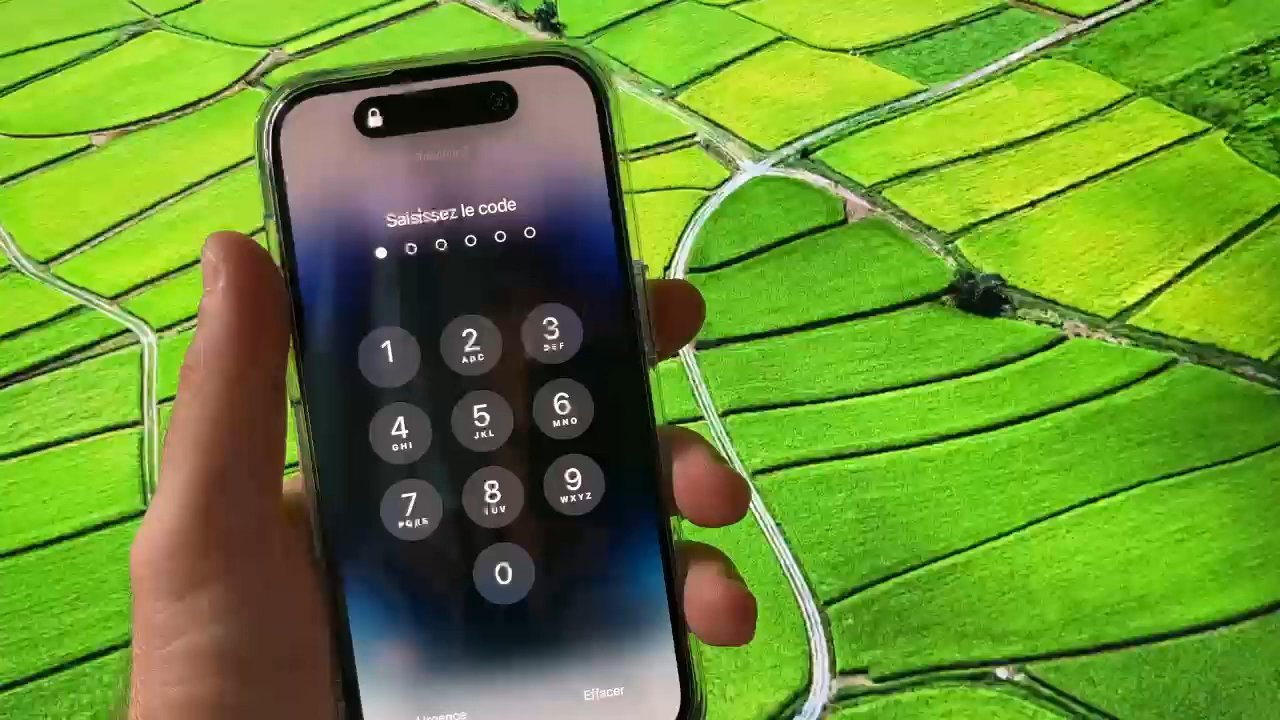 Saisissez le code
1 2 3
ABC DEF
4 5 6
GHI JKL MNO
7 8 9
PQRS TUV WXYZ
0
Effacer
Urgence